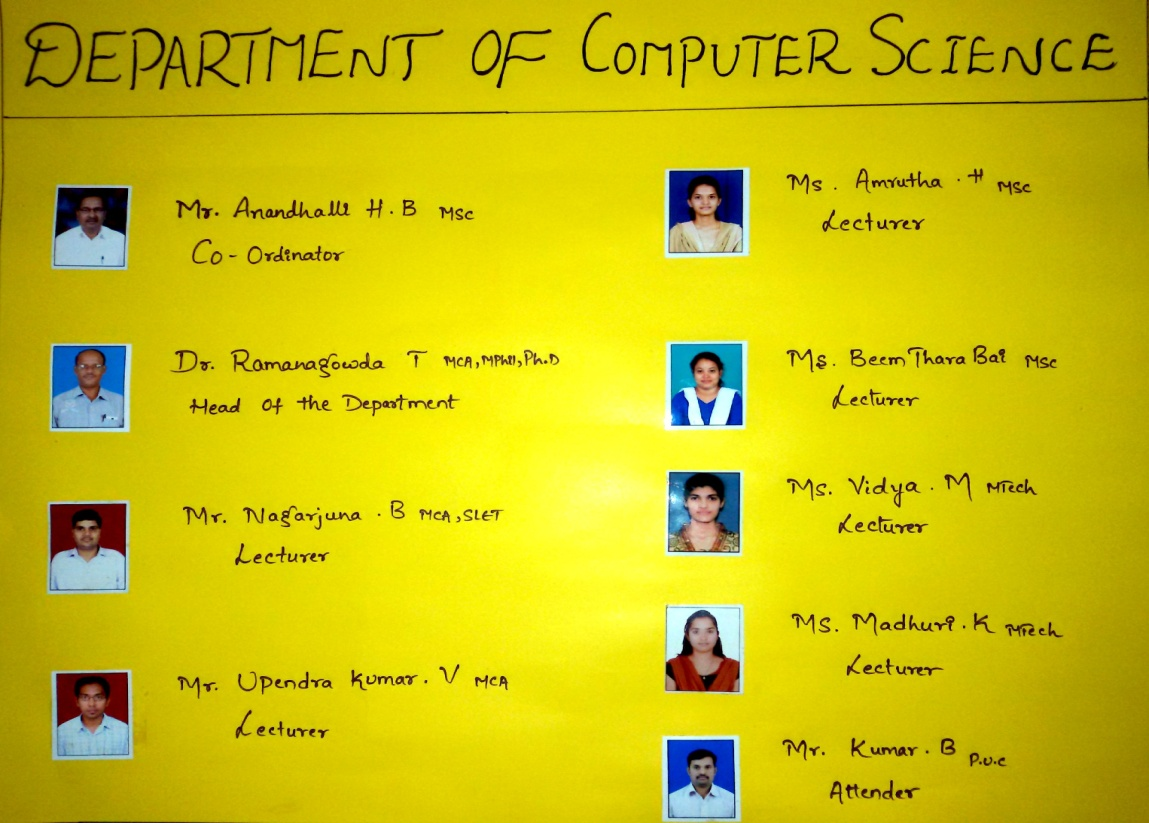 DEPARTMENT OF COMPUTER SCIENCE
Mr. Anandhalli H.B MSc
Co-Ordinator
Dr. Ramanagowda T MCA, MPhil, Ph.D
Head of the Department
Mr. Nagarjuna . B MCA, SLET
Lecturer
Mr. Upendra Kumar. V MCA
Lecturer
Ms. Amrutha . H MSc
Lecturer
Ms. Beem Thara Bai MSc
Lecturer
Ms. Vidya . M MTech
Lecturer
Ms. Madhuri . K MTech
Lecturer
Mr. Kumar . B P.U.C
Attender